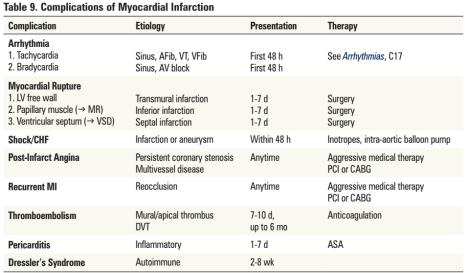 Table 9. Complications of Myocardial Infarction
Complication Etiology Presentation Therapy
Arrhythmia
1. Tachycardia Sinus, AFib, VT, VFib First 48 h See Arrhythmias, C17
2. Bradycardia Sinus, AV block First 48 h
Myocardial Rupture
1. LV free wall Transmural infarction 1-7 d Surgery
2. Papillary muscle (→ MR) Inferior infarction 1-7 d Surgery
3. Ventricular septum (→ VSD) Septal infarction 1-7 d Surgery
Shock/CHF Infarction or aneurysm Within 48 h Inotropes, intra-aortic balloon pump
Post-Infarct Angina Persistent coronary stenosis Anytime Aggressive medical therapy
Multivessel disease PCI or CABG
Recurrent MI Reocclusion Anytime Aggressive medical therapy
PCI or CABG
Thromboembolism Mural/apical thrombus 7-10 d, Anticoagulation
DVT up to 6 mo
Pericarditis Inflammatory 1-7 d ASA
Dressler's Syndrome Autoimmune 2-8 wk